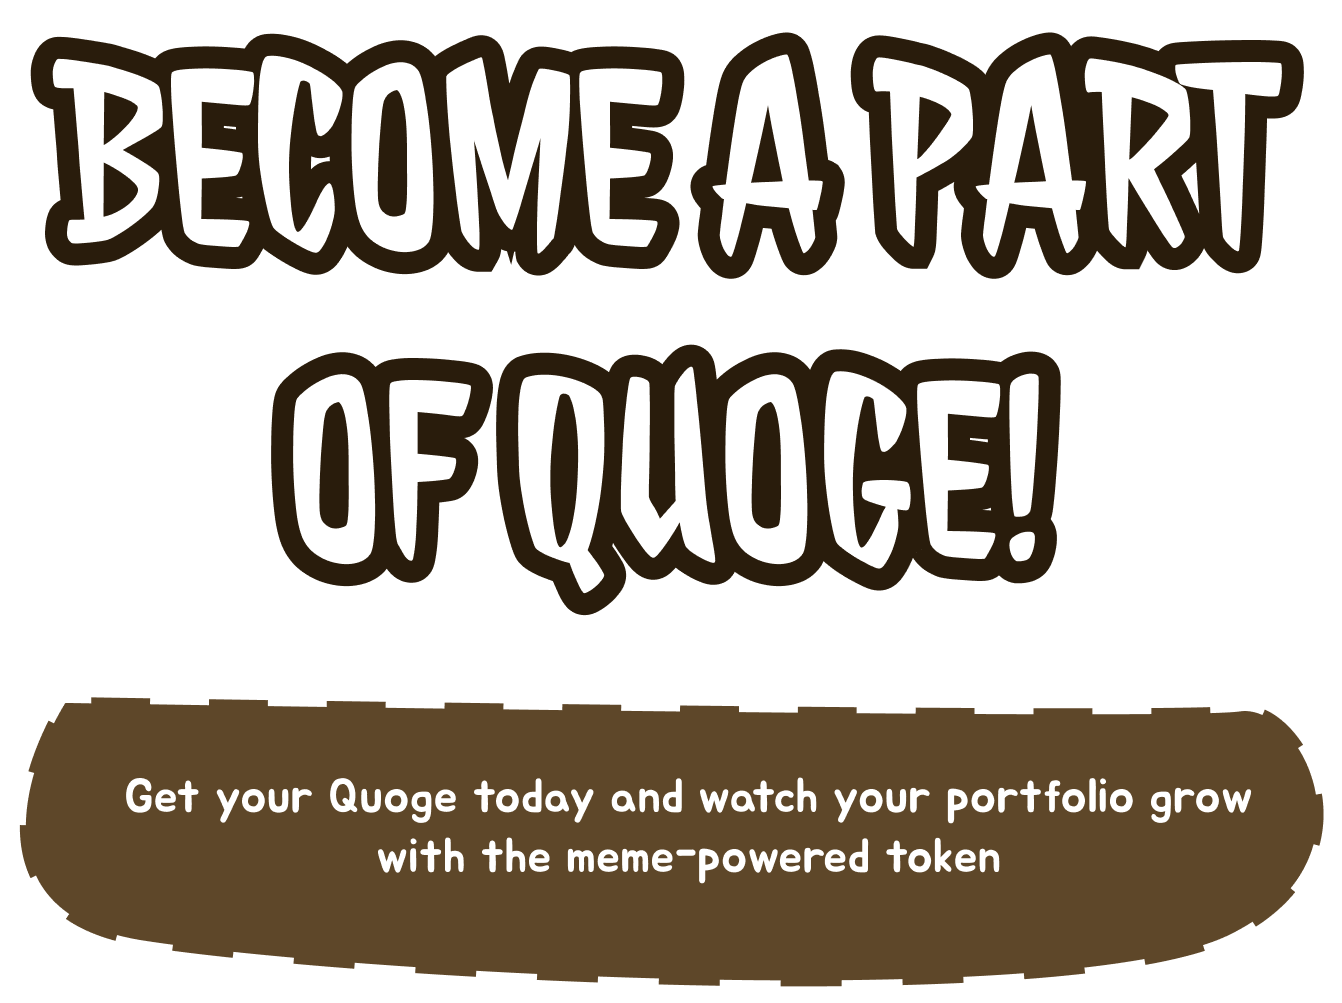 BECOME A PART
OF QUOGE!
Get your Quoge today and watch your portfolio grow
with the meme-powered token